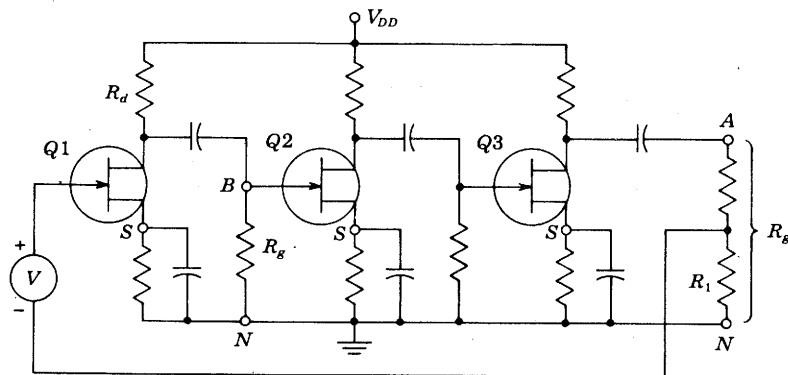 V_DD
R_d
A
Q1
Q2
Q3
B
S
R_g
S
S
R_g
+
V
−
R_1
N
N